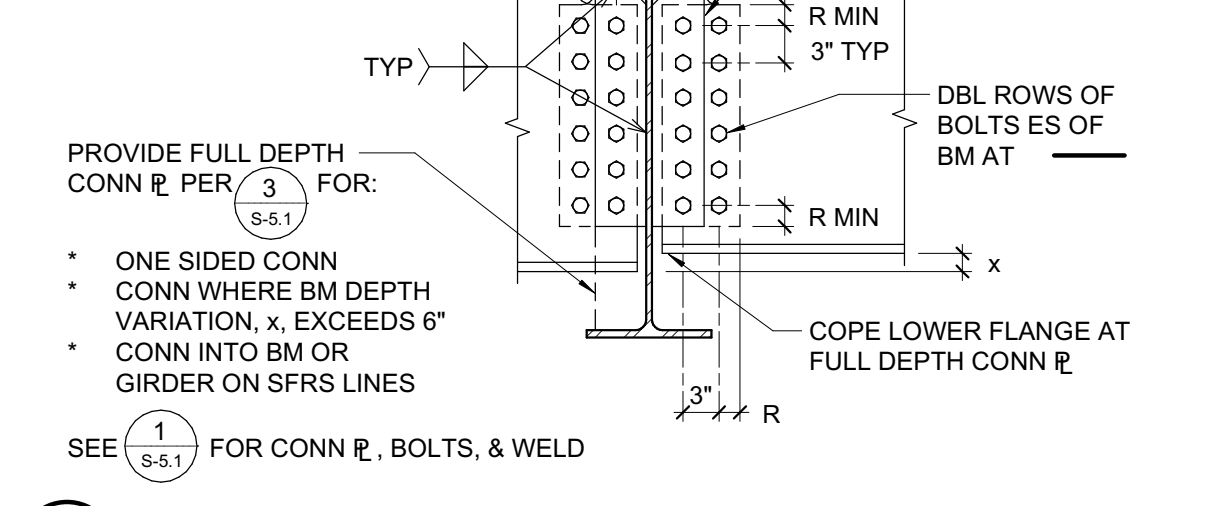 R MIN
3" TYP
TYP
DBL ROWS OF
BOLTS ES OF
BM AT
PROVIDE FULL DEPTH
CONN ⅊ PER 3 FOR:
S-5.1
R MIN
* ONE SIDED CONN
* CONN WHERE BM DEPTH
VARIATION, x, EXCEEDS 6"
* CONN INTO BM OR
GIRDER ON SFRS LINES
x
COPE LOWER FLANGE AT
FULL DEPTH CONN ⅊
3"
R
SEE 1 FOR CONN ⅊, BOLTS, & WELD
S-5.1